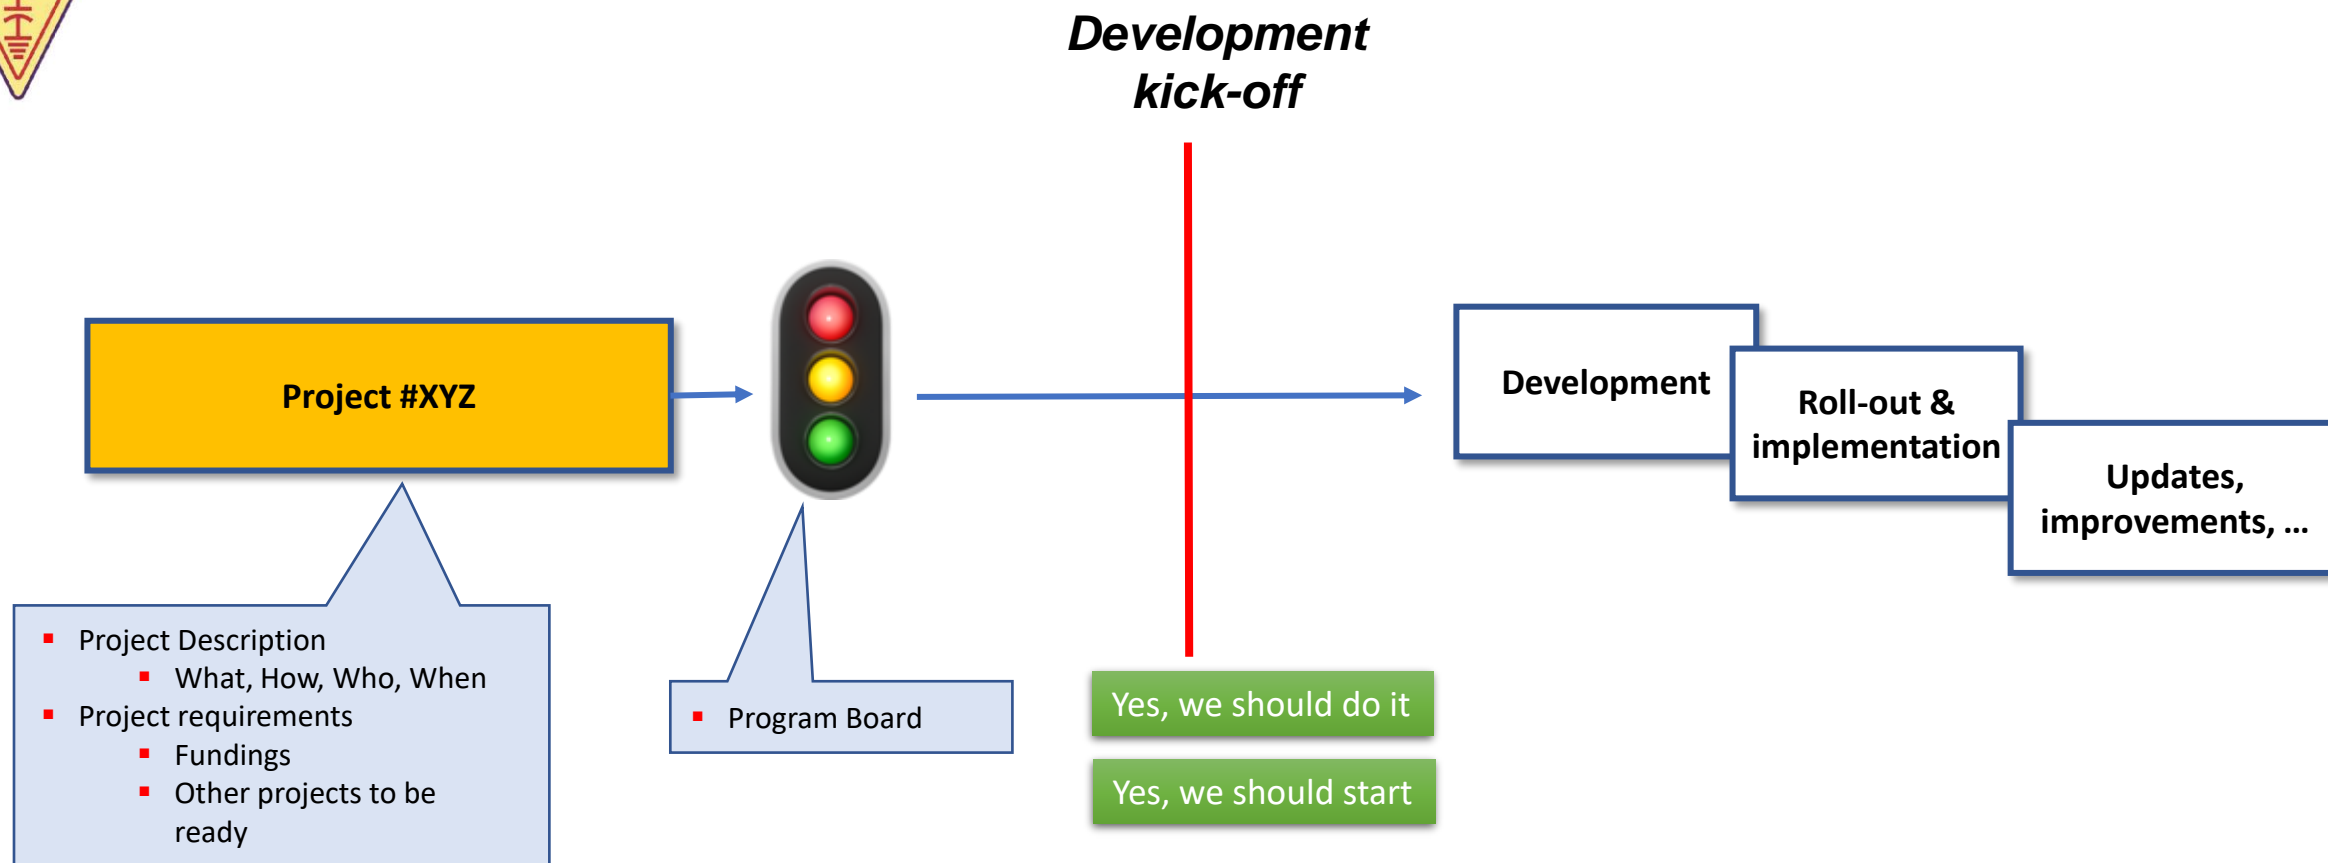 Development
kick-off
Project #XYZ
Development
Roll-out &
implementation
Updates,
improvements, ...
Project Description
What, How, Who, When
Project requirements
Fundings
Other projects to be
ready
Program Board
Yes, we should do it
Yes, we should start